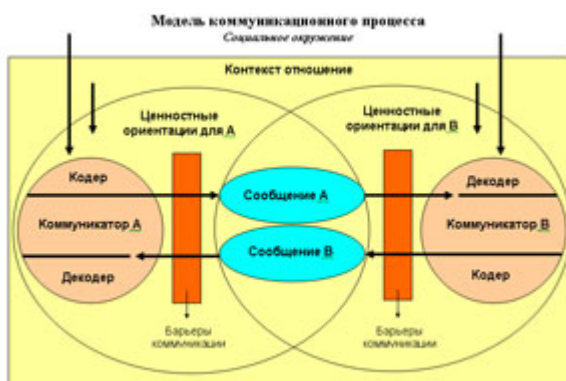 Модель коммуникационного процесса
Социальное окружение
Контекст отношение
Ценностные
ориентации для А
Ценностные
ориентации для В
Кодер
Коммуникатор А
Декодер
Сообщение А
Сообщение В
Декодер
Коммуникатор В
Кодер
Барьеры
коммуникации
Барьеры
коммуникации